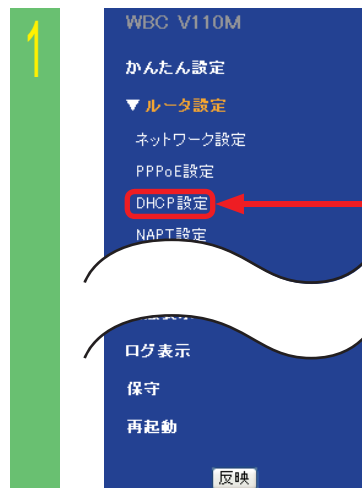 1
WBC V110M
かんたん設定
▼ルータ設定
ネットワーク設定
PPPoE設定
DHCP設定
NAPT設定
ログ表示
保守
再起動
反映